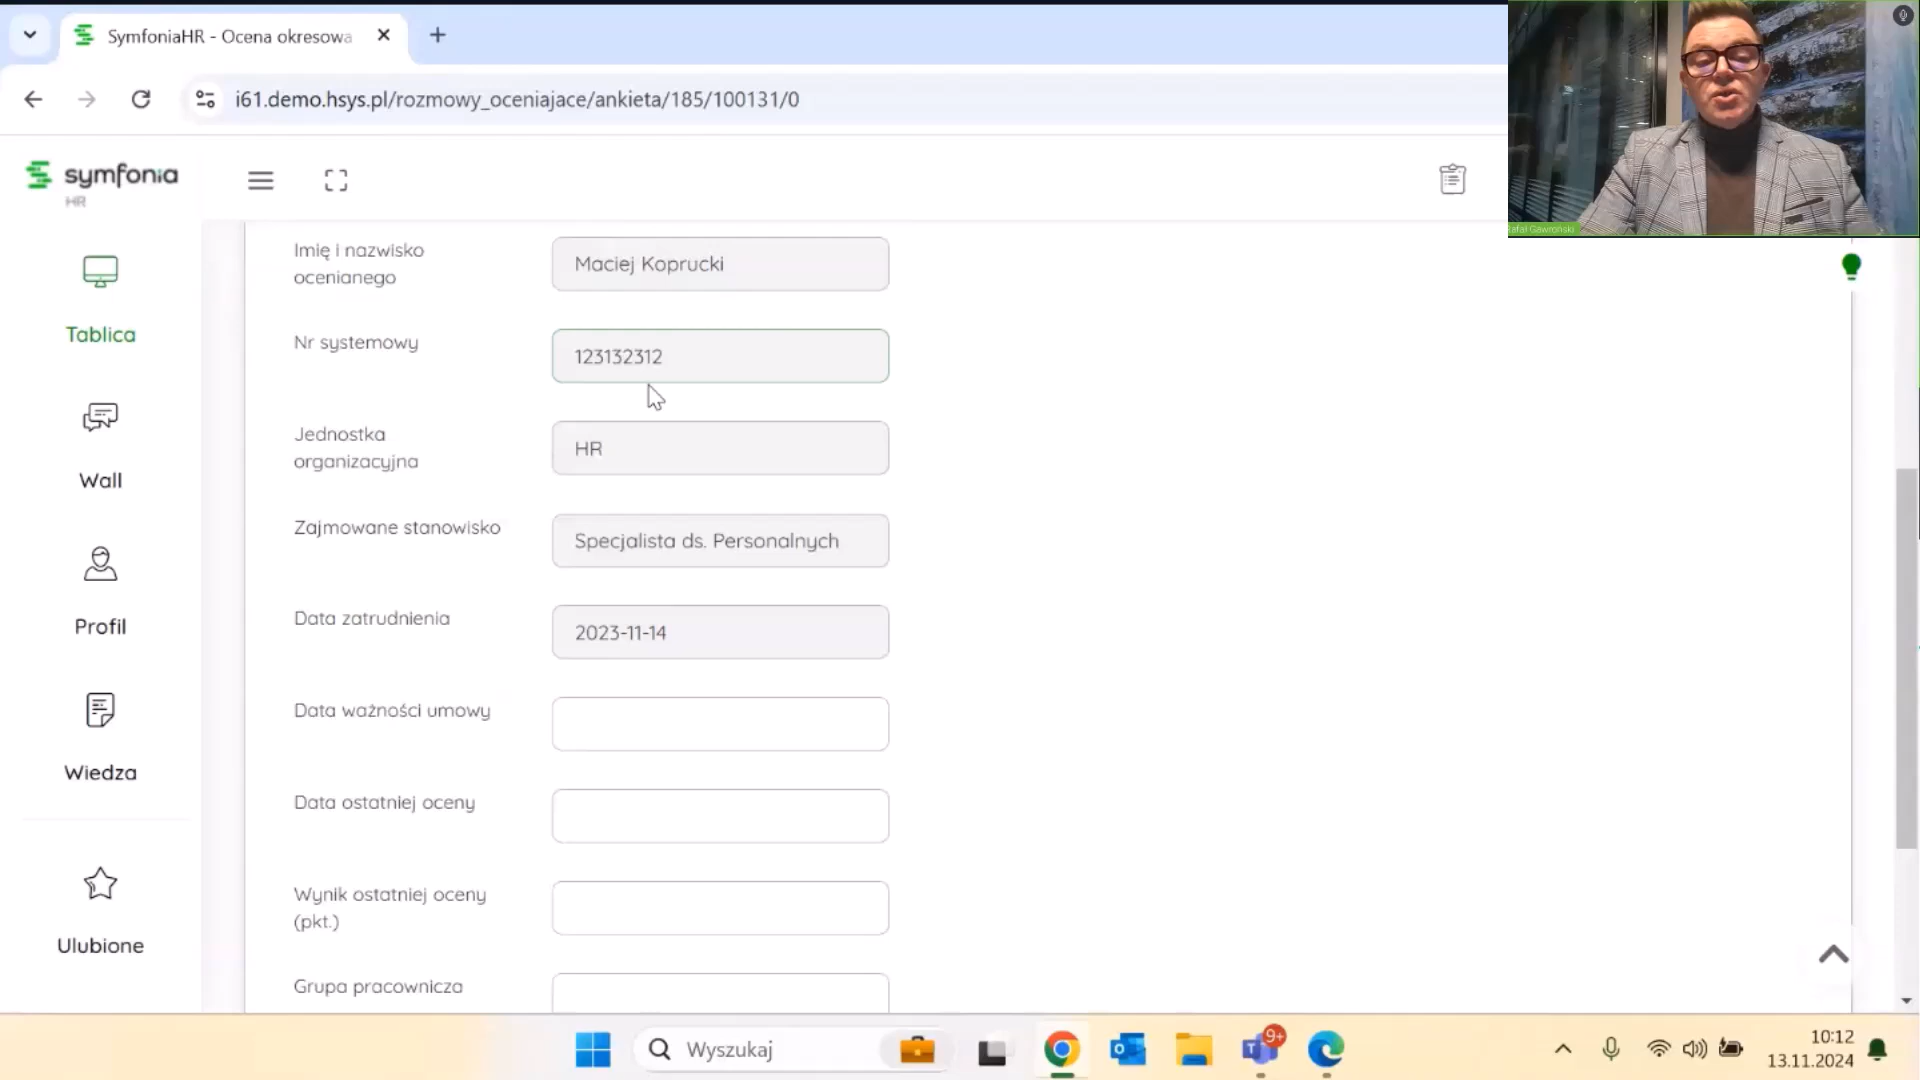 SymfoniaHR - Ocena okresowa
i61.demo.hsys.pl/rozmowy_oceniajace/ankieta/185/100131/0
symfonia
HR
Rafał Gawroński
Tablica
Wall
Profil
Wiedza
Ulubione
Imię i nazwisko
ocenianego
Maciej Koprucki
Nr systemowy
123132312
Jednostka
organizacyjna
HR
Zajmowane stanowisko
Specjalista ds. Personalnych
Data zatrudnienia
2023-11-14
Data ważności umowy
Data ostatniej oceny
Wynik ostatniej oceny
(pkt.)
Grupa pracownicza
Wyszukaj
9+
10:12
13.11.2024